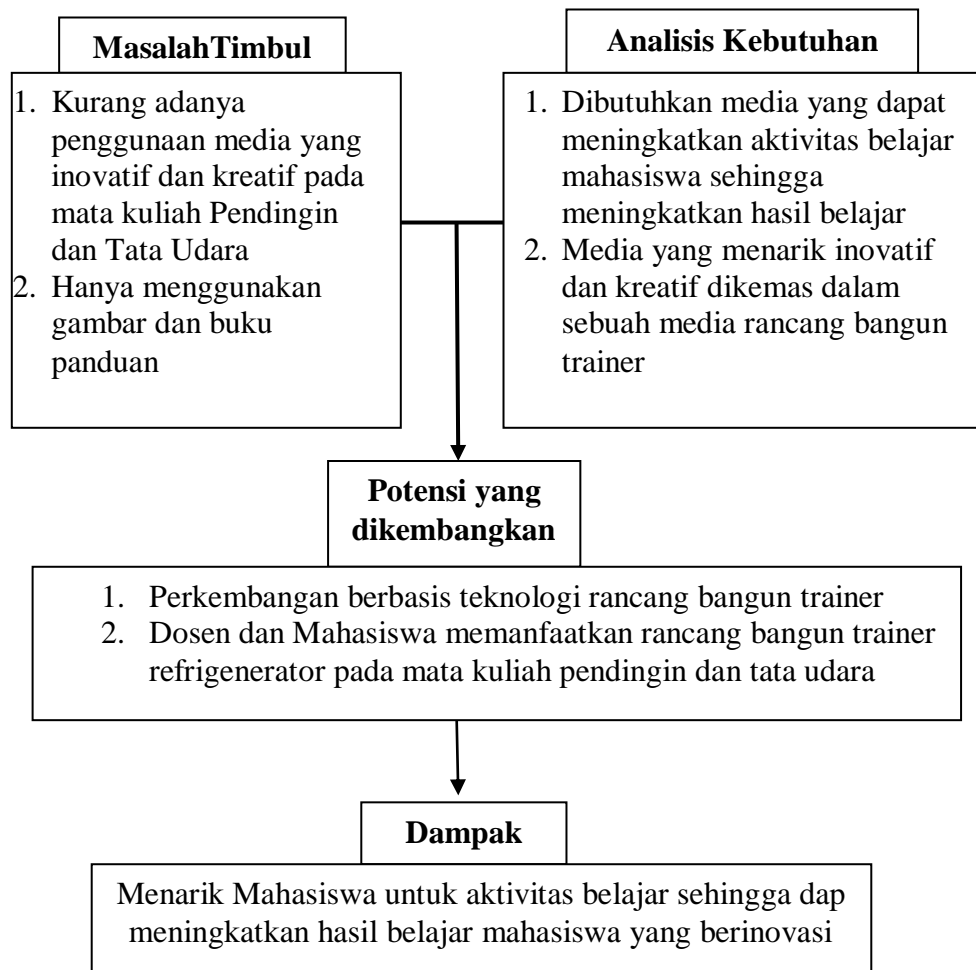 MasalahTimbul
1. Kurang adanya
penggunaan media yang
inovatif dan kreatif pada
mata kuliah Pendingin
dan Tata Udara
2. Hanya menggunakan
gambar dan buku
panduan
Analisis Kebutuhan
1. Dibutuhkan media yang dapat
meningkatkan aktivitas belajar
mahasiswa sehingga
meningkatkan hasil belajar
2. Media yang menarik inovatif
dan kreatif dikemas dalam
sebuah media rancang bangun
trainer
Potensi yang
dikembangkan
1. Perkembangan berbasis teknologi rancang bangun trainer
2. Dosen dan Mahasiswa memanfaatkan rancang bangun trainer
refrigenerator pada mata kuliah pendingin dan tata udara
Dampak
Menarik Mahasiswa untuk aktivitas belajar sehingga dap
meningkatkan hasil belajar mahasiswa yang berinovasi